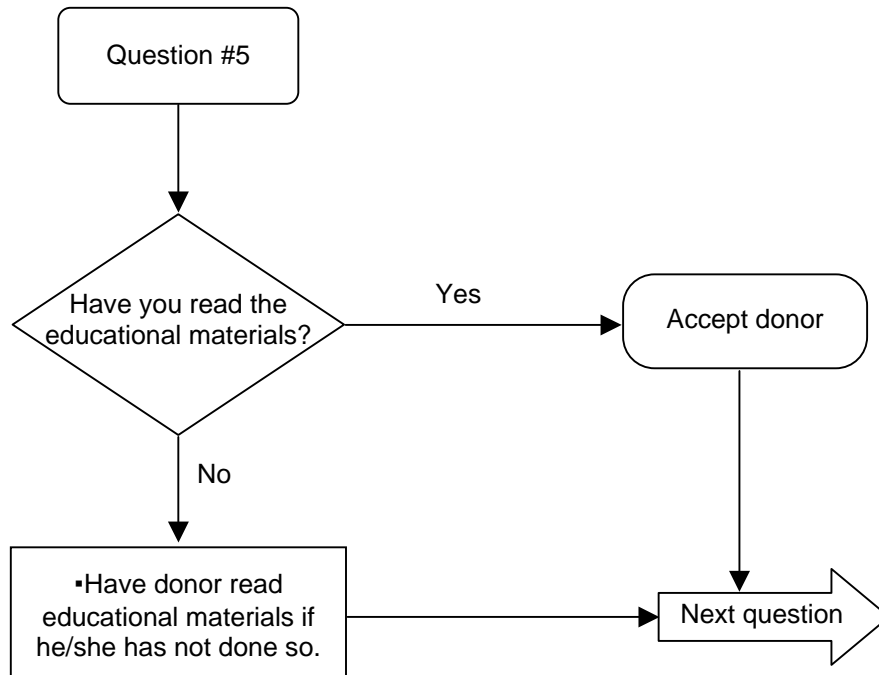 Question #5
Have you read the
educational materials?
Yes
Accept donor
No
▪Have donor read
educational materials if
he/she has not done so.
Next question